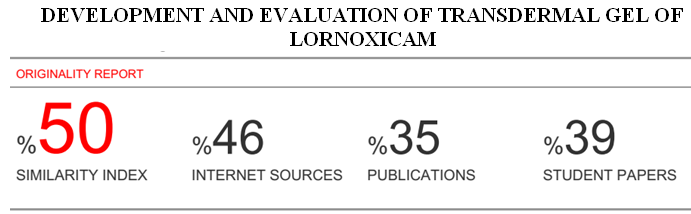 DEVELOPMENT AND EVALUATION OF TRANSDERMAL GEL OF
LORNOXICAM
ORIGINALITY REPORT
%50 %46 %35 %39
SIMILARITY INDEX INTERNET SOURCES PUBLICATIONS STUDENT PAPERS